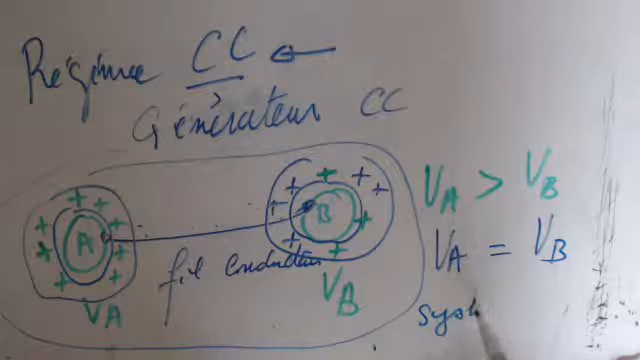 Régime CC
Générateur CC
A
B
fil conducteur
VA
VB
VA > VB
VA = VB
Syst